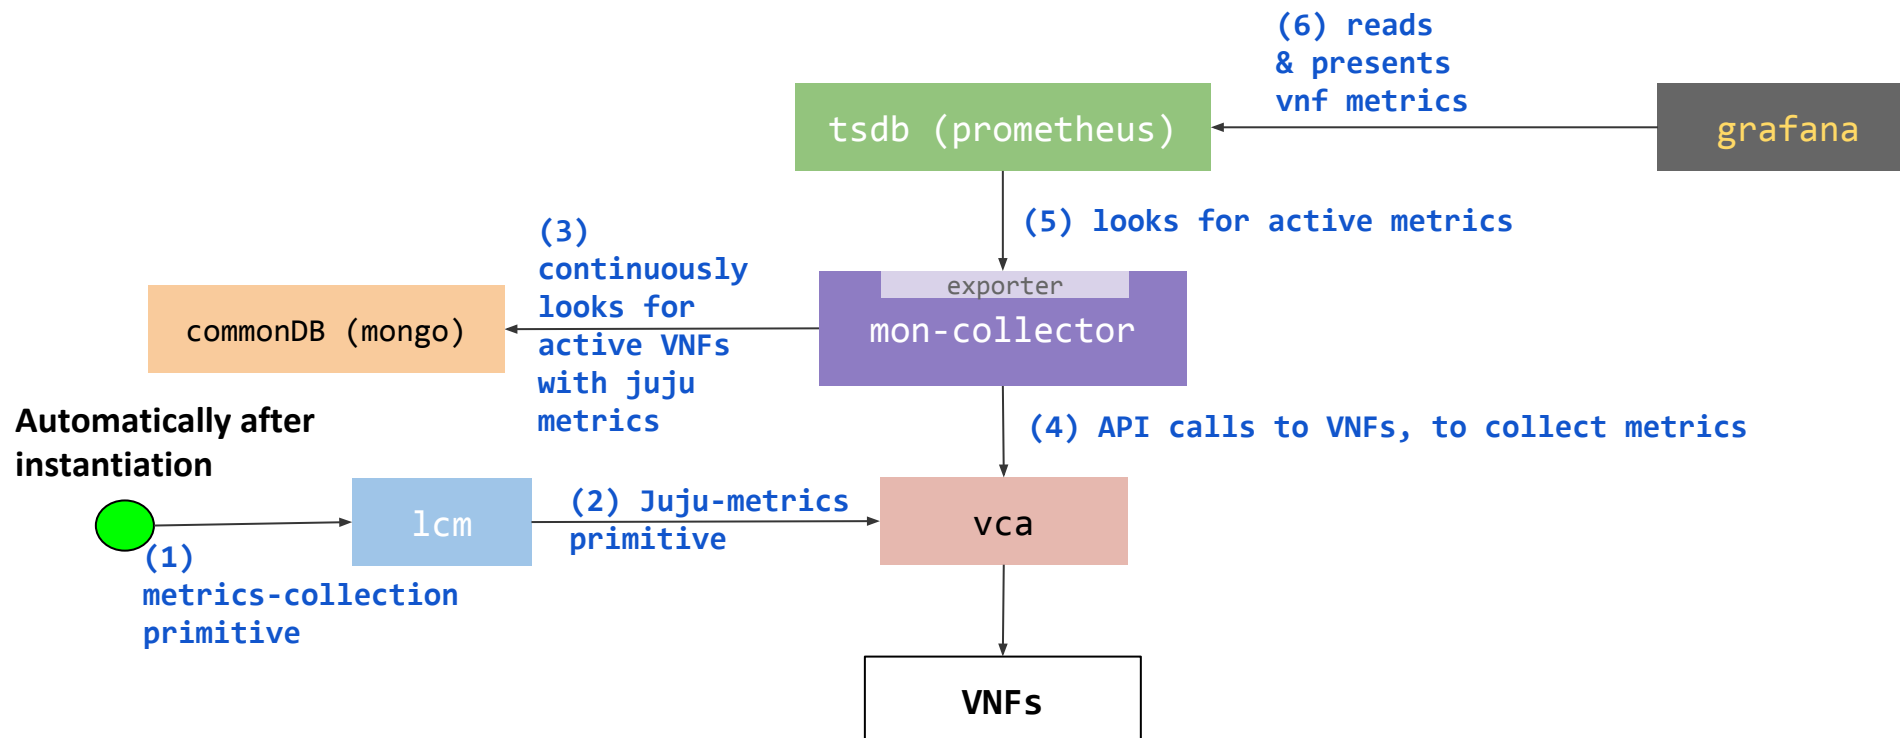 (6) reads
& presents
vnf metrics
tsdb (prometheus)
grafana
(5) looks for active metrics
(3)
continuously
looks for
active VNFs
with juju
metrics
exporter
mon-collector
commonDB (mongo)
Automatically after
instantiation
(4) API calls to VNFs, to collect metrics
lcm
(2) Juju-metrics
primitive
vca
(1)
metrics-collection
primitive
VNFs